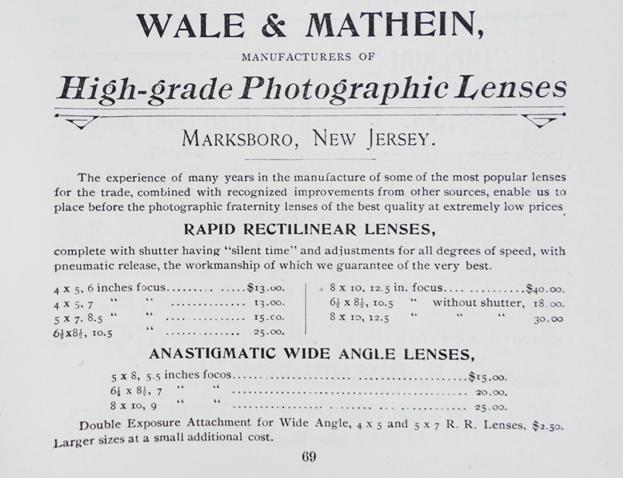 WALE & MATHEIN,
MANUFACTURERS OF
High-grade Photographic Lenses
MARKSBORO, NEW JERSEY.
The experience of many years in the manufacture of some of the most popular lenses
for the trade, combined with recognized improvements from other sources, enable us to
place before the photographic fraternity lenses of the best quality at extremely low prices
RAPID RECTILINEAR LENSES,
complete with shutter having "silent time" and adjustments for all degrees of speed, with
pneumatic release, the workmanship of which we guarantee of the very best.
4 x 5, 6 inches focus.......... .....$13.00.
4 x 5, 7 " " .............. 13.00.
5 x 7, 8.5 " " .............. 15.co.
6½x8½, 10.5 " .............. 25.00.
8 x 10, 12.5 in. focus.... ...........$40.00.
6½ x 8½, 10.5 " without shutter, 18.00.
8 x 10, 12.5 " " " 30.00
ANASTIGMATIC WIDE ANGLE LENSES,
5 x 8, 5.5 inches focos...................... ....................$15.00.
6½ x 8½, 7 " " .......................................... 20.00.
8 x 10, 9 " " .................... ... ................ 25.00.
Double Exposure Attachment for Wide Angle, 4 x 5 and 5 x 7 R. R. Lenses, $2.50.
Larger sizes at a small additional cost.
69